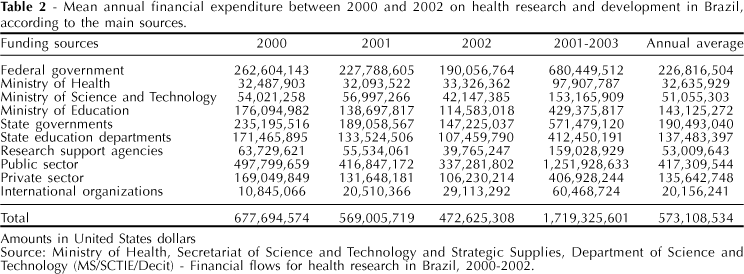 Table 2 - Mean annual financial expenditure between 2000 and 2002 on health research and development in Brazil,
according to the main sources.
Funding sources 2000 2001 2002 2001-2003 Annual average
Federal government 262,604,143 227,788,605 190,056,764 680,449,512 226,816,504
Ministry of Health 32,487,903 32,093,522 33,326,362 97,907,787 32,635,929
Ministry of Science and Technology 54,021,258 56,997,266 42,147,385 153,165,909 51,055,303
Ministry of Education 176,094,982 138,697,817 114,583,018 429,375,817 143,125,272
State governments 235,195,516 189,058,567 147,225,037 571,479,120 190,493,040
State education departments 171,465,895 133,524,506 107,459,790 412,450,191 137,483,397
Research support agencies 63,729,621 55,534,061 39,765,247 159,028,929 53,009,643
Public sector 497,799,659 416,847,172 337,281,802 1,251,928,633 417,309,544
Private sector 169,049,849 131,648,181 106,230,214 406,928,244 135,642,748
International organizations 10,845,066 20,510,366 29,113,292 60,468,724 20,156,241
Total 677,694,574 569,005,719 472,625,308 1,719,325,601 573,108,534
Amounts in United States dollars
Source: Ministry of Health, Secretariat of Science and Technology and Strategic Supplies, Department of Science and
Technology (MS/SCTIE/Decit) - Financial flows for health research in Brazil, 2000-2002.